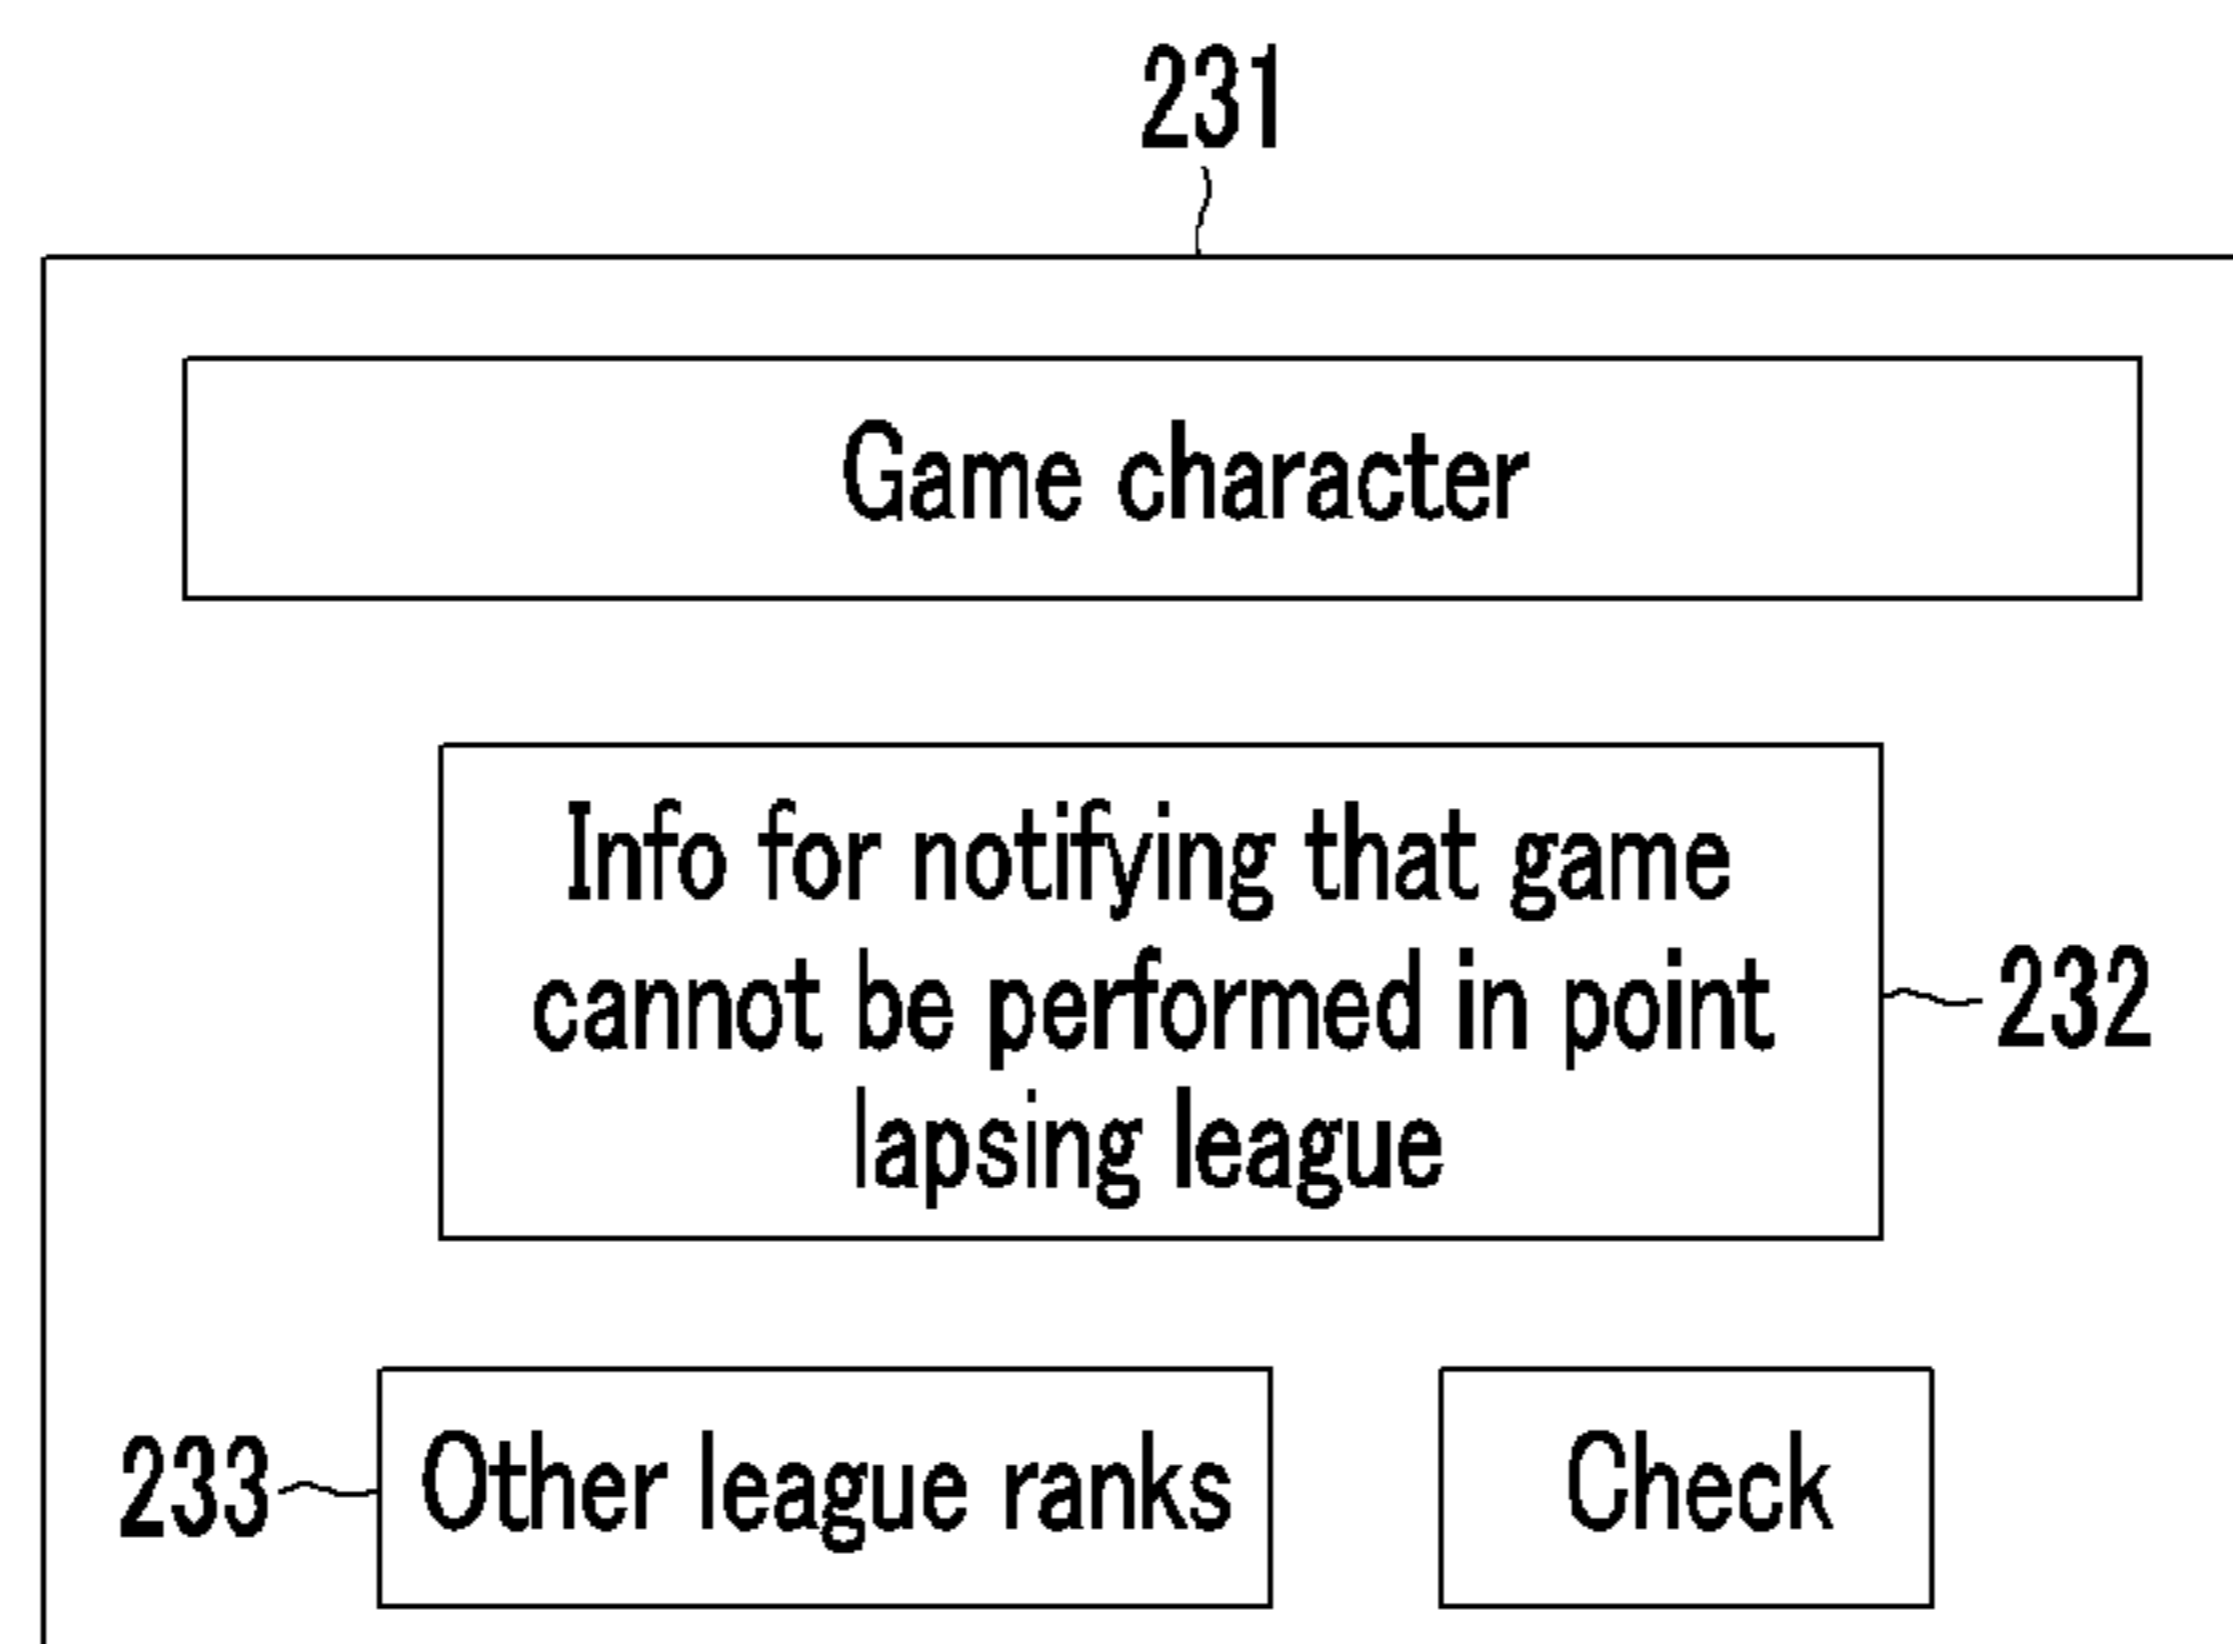 231
Game character
Info for notifying that game
cannot be performed in point
lapsing league
232
233
Other league ranks
Check